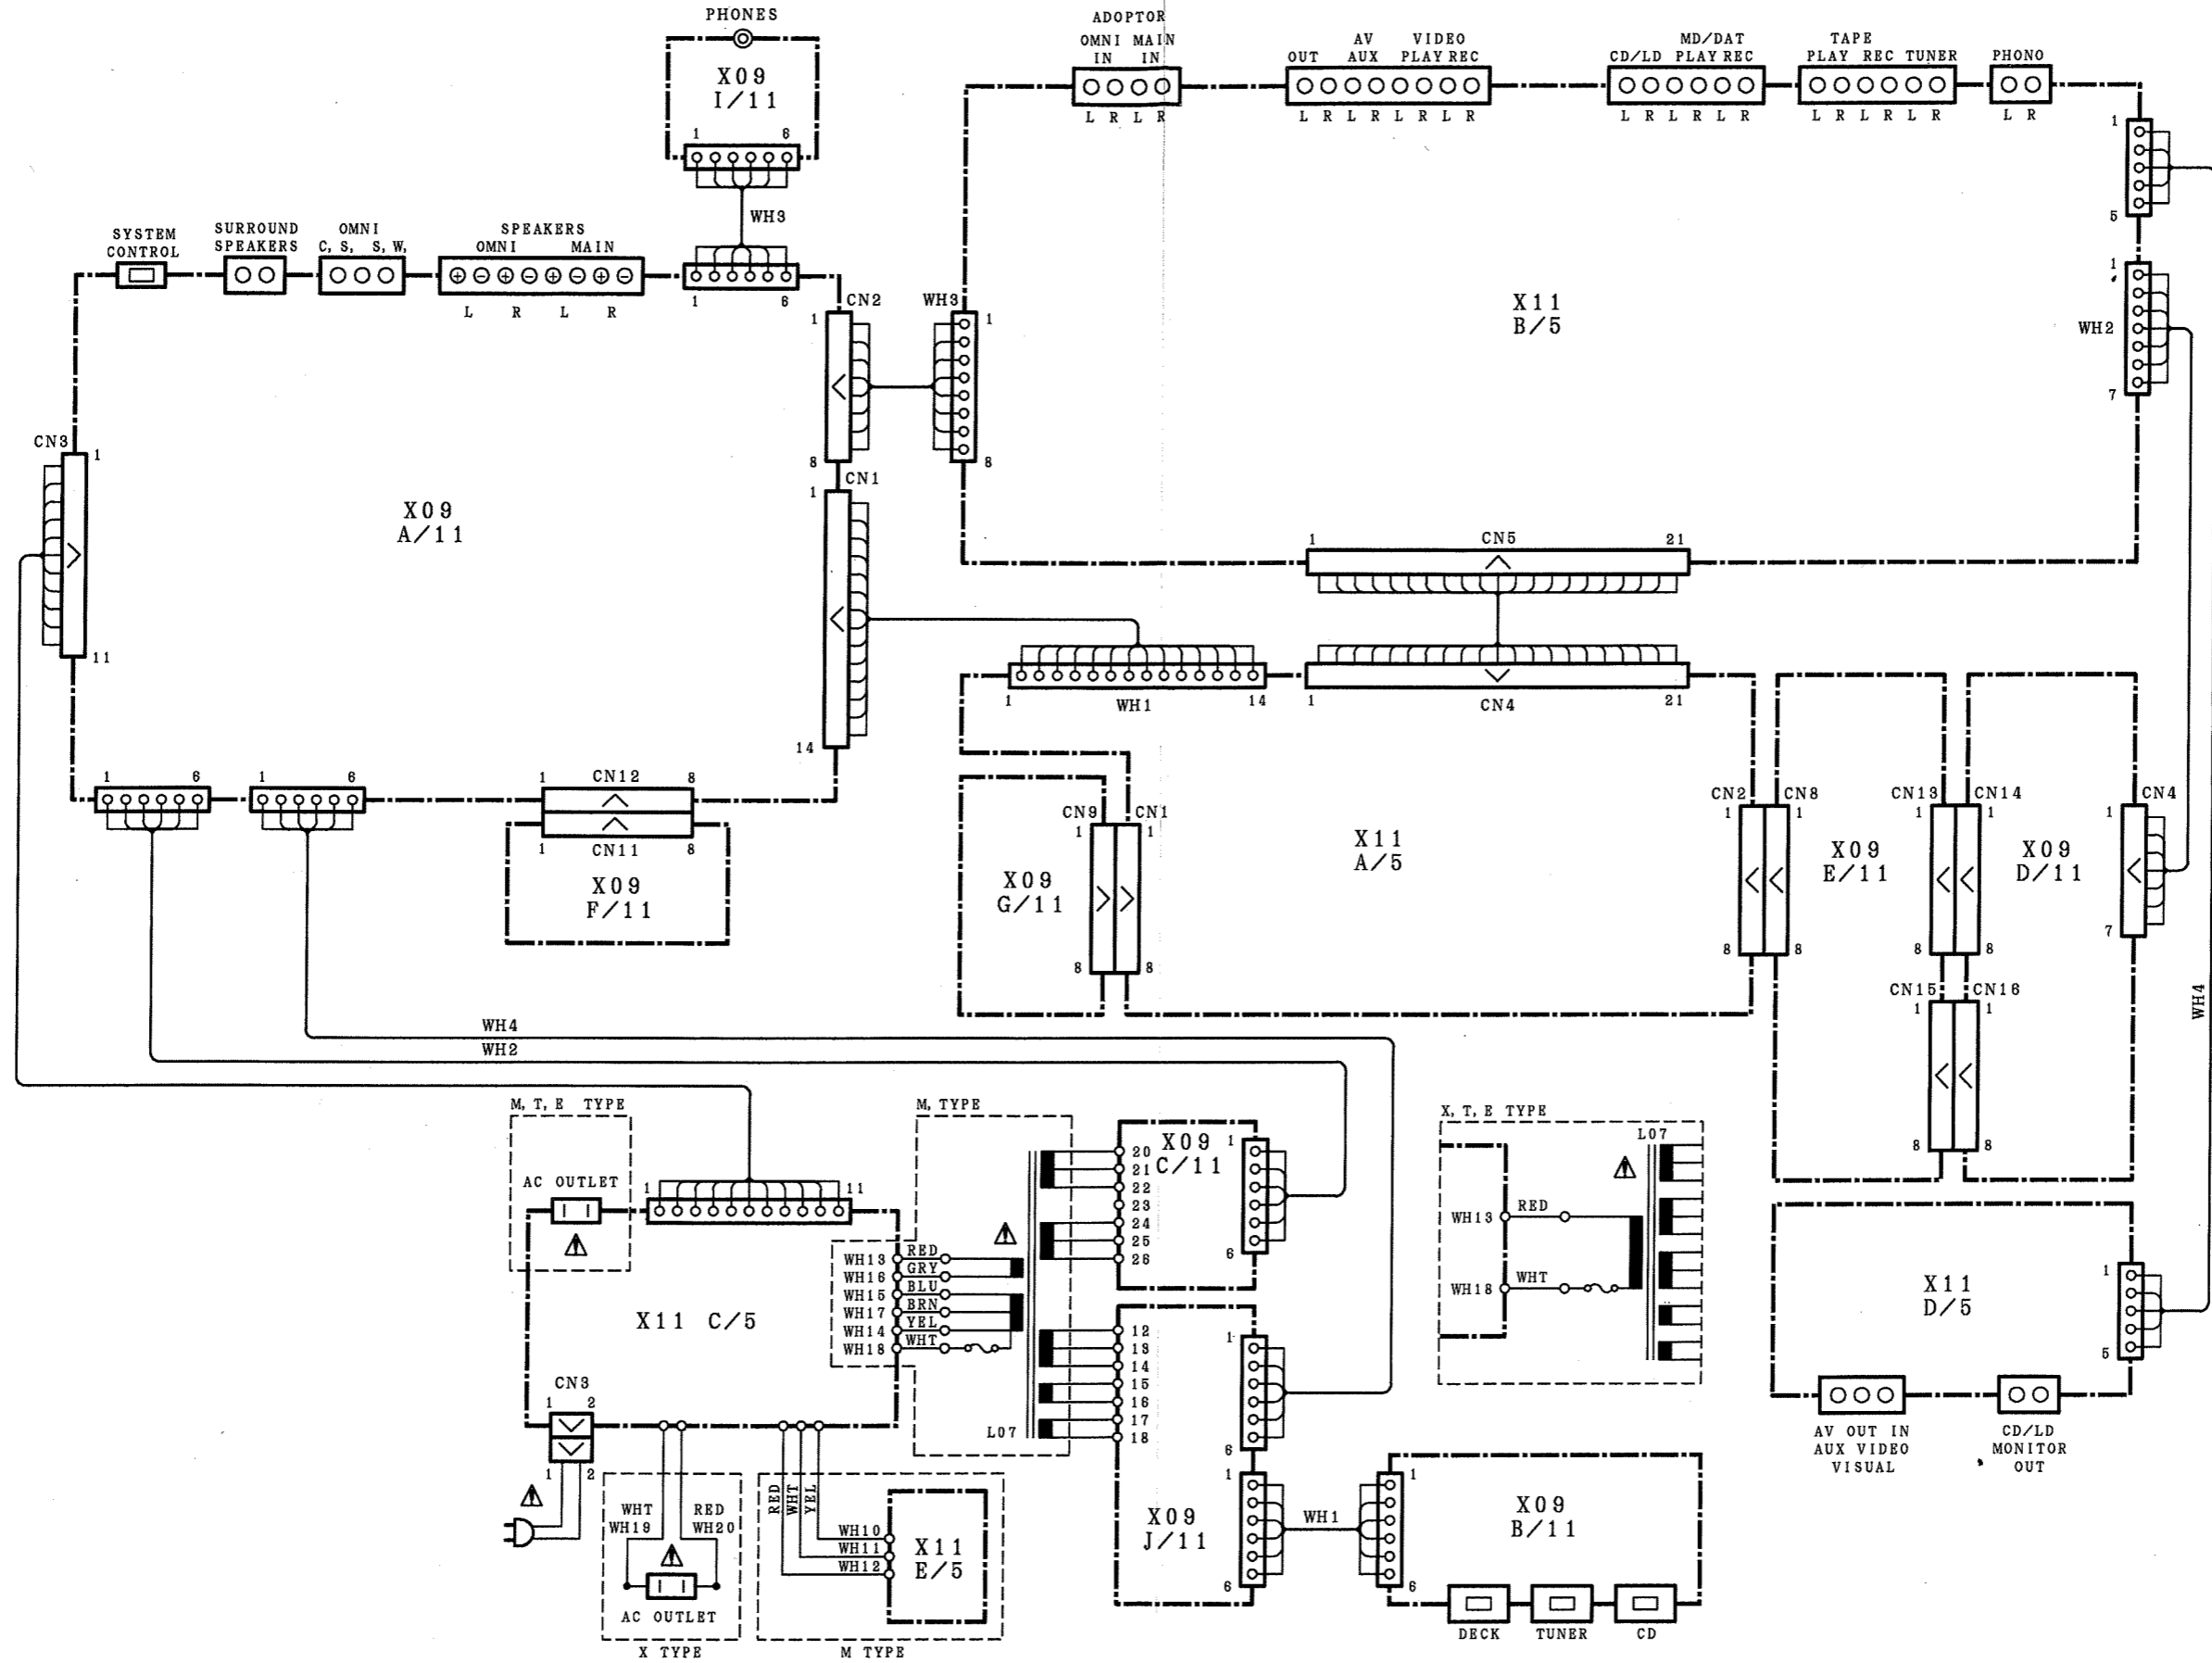 PHONES
X09
I/11
1 6
WH3
1 6
ADOPTOR
OMNI MAIN
IN IN
L R L R
AV VIDEO
OUT AUX PLAY REC
L R L R L R L R
MD/DAT
CD/LD PLAY REC
L R L R L R
TAPE
PLAY REC TUNER
L R L R L R
PHONO
L R
1
5
1
WH2
7
SYSTEM
CONTROL
SURROUND
SPEAKERS
OMNI
C, S, S, W,
SPEAKERS
OMNI MAIN
L R L R
CN2
1
8
WH3
1
8
X11
B/5
CN3
1
11
X09
A/11
CN1
1
14
1 CN5 21
1 WH1 14
1 CN4 21
1 6
1 6
1 CN12 8
1 CN11 8
X09
F/11
CN9 CN1
1 1
8 8
X09
G/11
X11
A/5
CN2 CN8
1 1
8 8
X09
E/11
CN13 CN14
1 1
8 8
X09
D/11
CN4
1
7
CN15 CN16
1 1
8 8
WH4
WH4
WH2
M, T, E TYPE
AC OUTLET
1 11
M, TYPE
WH13 RED
WH16 GRY
WH15 BLU
WH17 BRN
WH14 YEL
WH18 WHT
X11 C/5
L07
20
21
22
23
24
25
26
X09
C/11
1
6
12
13
14
15
16
17
18
1
6
1
6
X09
J/11
WH1
1
6
X09
B/11
DECK TUNER CD
X, T, E TYPE
L07
WH13 RED
WH18 WHT
X11
D/5
1
5
AV OUT IN
AUX VIDEO
VISUAL
CD/LD
MONITOR
OUT
CN3
1 2
1 2
WHT RED
WH19 WH20
AC OUTLET
X TYPE
RED
WHT
YEL
WH10
WH11
WH12
X11
E/5
M TYPE